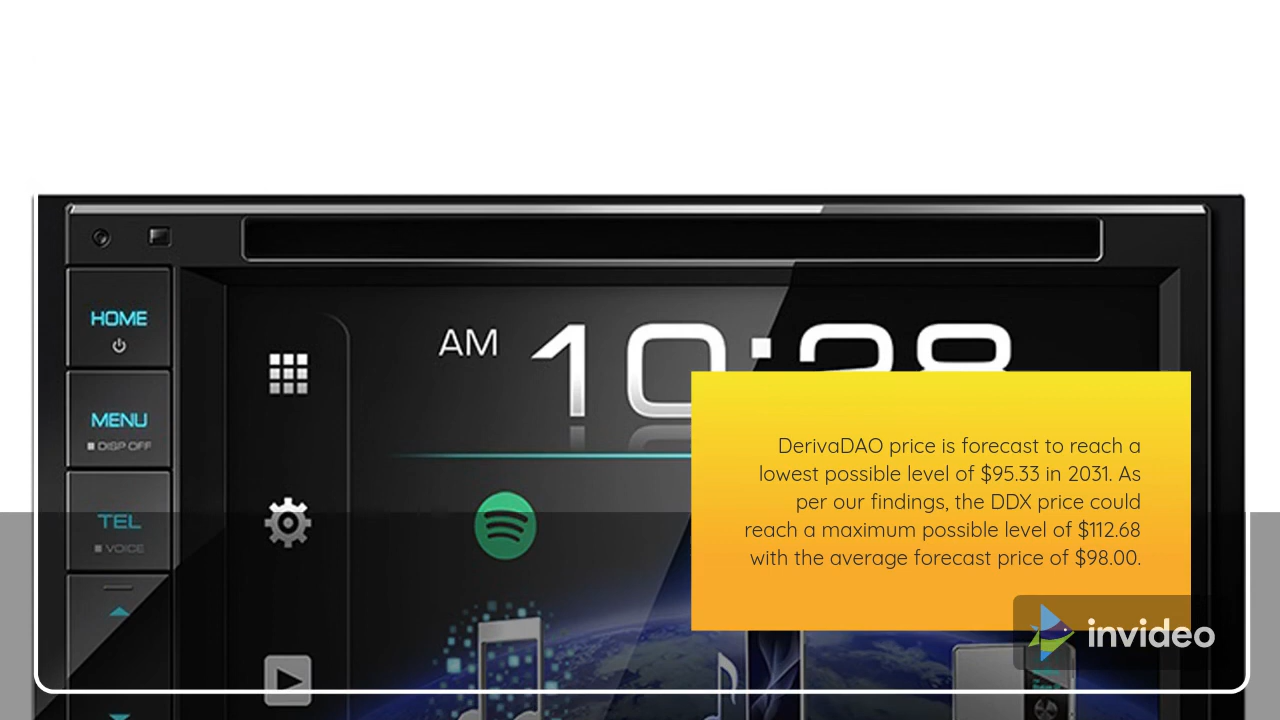 HOME
AM 10:28
MENU
DISP OFF
DerivaDAO price is forecast to reach a
lowest possible level of $95.33 in 2031. As
per our findings, the DDX price could
reach a maximum possible level of $112.68
with the average forecast price of $98.00.
TEL
VOICE
invideo